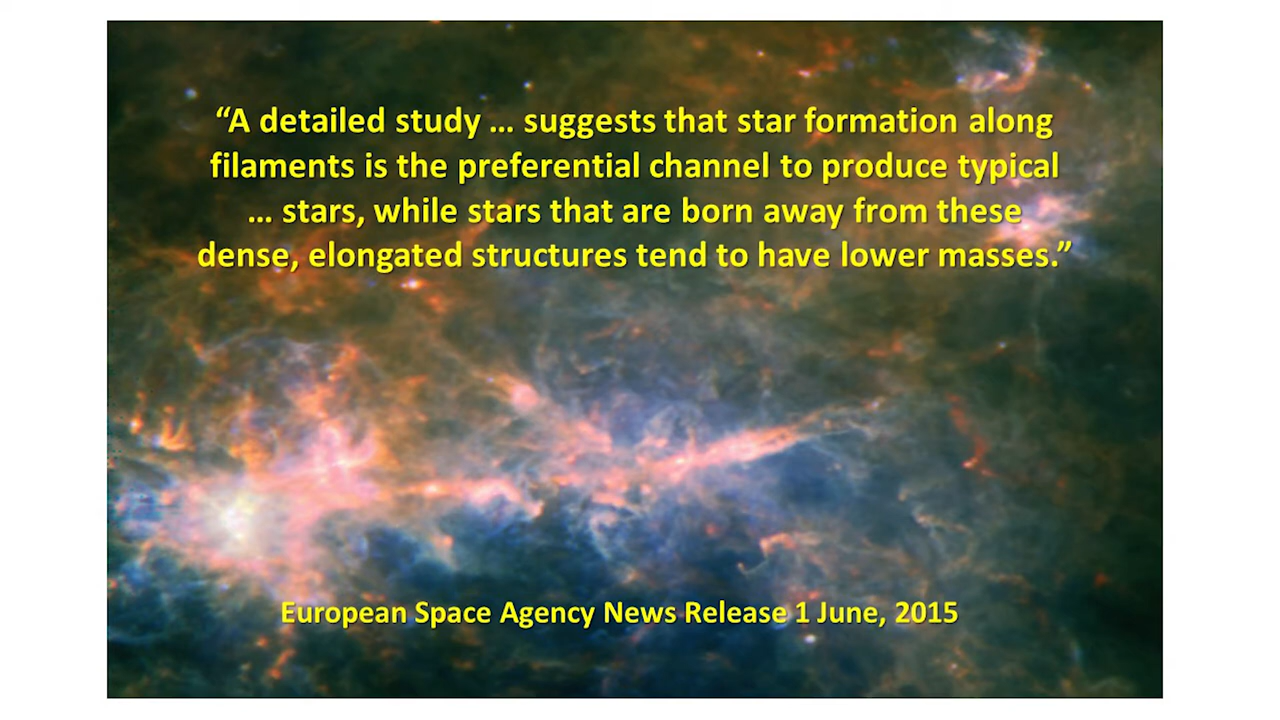 “A detailed study … suggests that star formation along
filaments is the preferential channel to produce typical
… stars, while stars that are born away from these
dense, elongated structures tend to have lower masses.”
European Space Agency News Release 1 June, 2015